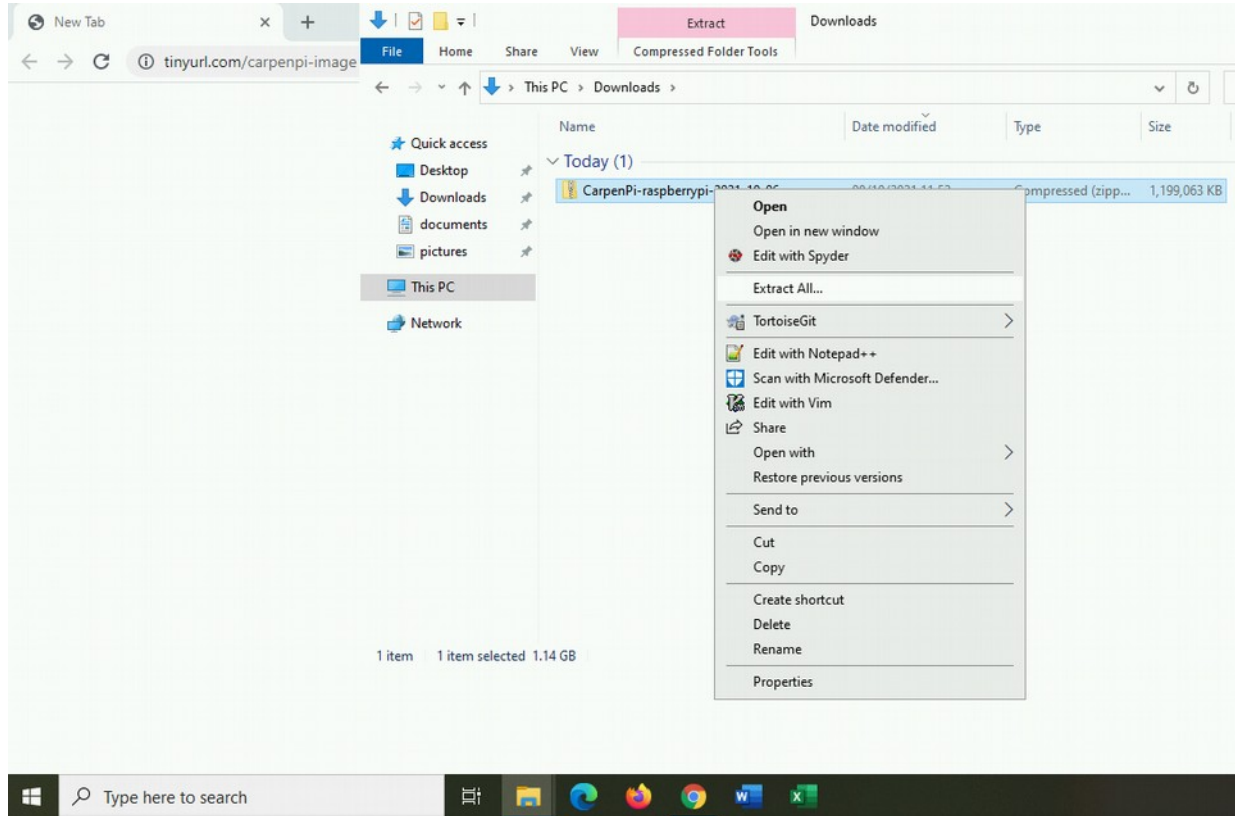 New Tab
tinyurl.com/carpenpi-image
Extract
Downloads
File Home Share View Compressed Folder Tools
This PC > Downloads >
Name Date modified Type Size
Quick access
Desktop
Downloads
documents
pictures
This PC
Network
Today (1)
CarpenPi-raspberrypi-2021-10-06 Compressed (zipp... 1,199,063 KB
Open
Open in new window
Edit with Spyder
Extract All...
TortoiseGit
Edit with Notepad++
Scan with Microsoft Defender...
Edit with Vim
Share
Open with
Restore previous versions
Send to
Cut
Copy
Create shortcut
Delete
Rename
Properties
1 item 1 item selected 1.14 GB
Type here to search